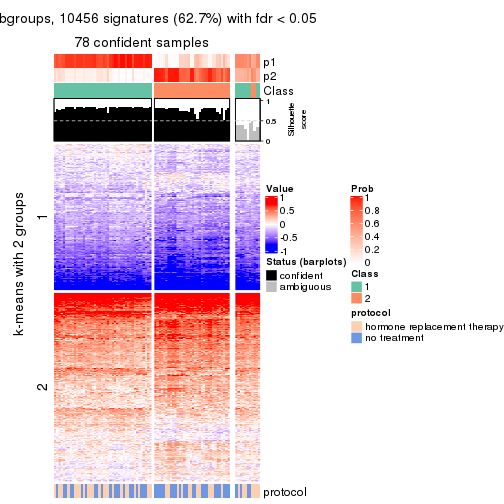 bgroups, 10456 signatures (62.7%) with fdr < 0.05
78 confident samples
p1
p2
Class
1
0.5
0
Silhouette
score
k-means with 2 groups
1
2
Value
1
0.5
0
-0.5
-1
Status (barplots)
confident
ambiguous
Prob
1
0.8
0.6
0.4
0.2
0
Class
1
2
protocol
hormone replacement therapy
no treatment
protocol